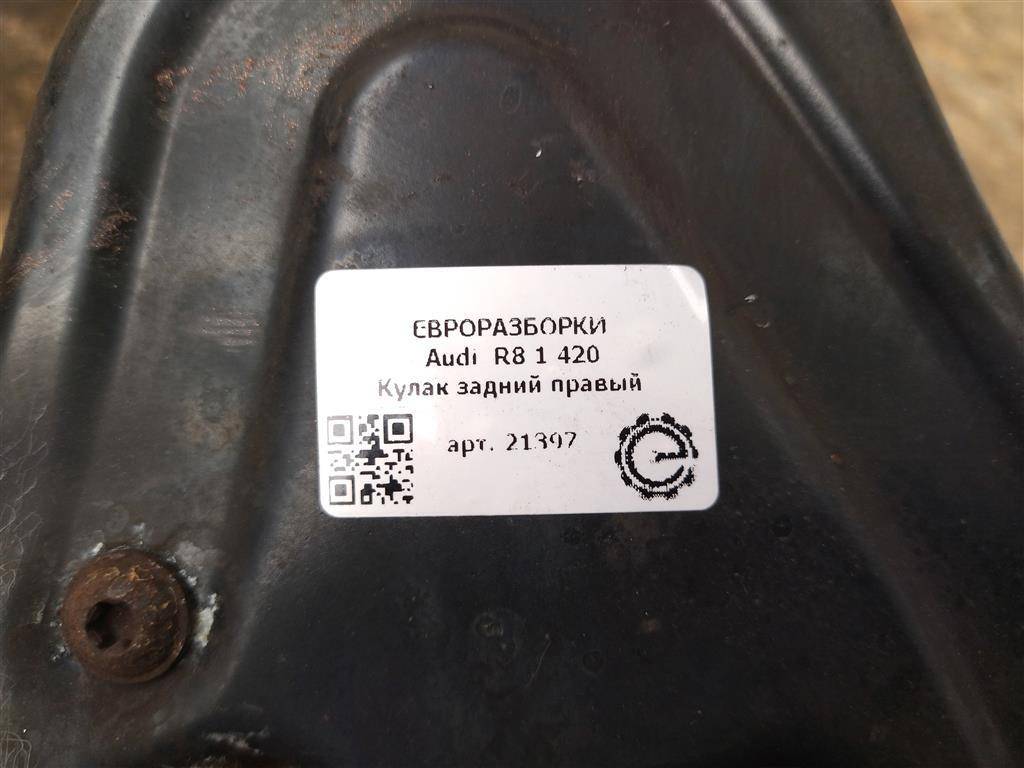 ЕВРОРАЗБОРКИ
Audi R8 1 420
Кулак задний правый
арт. 21397